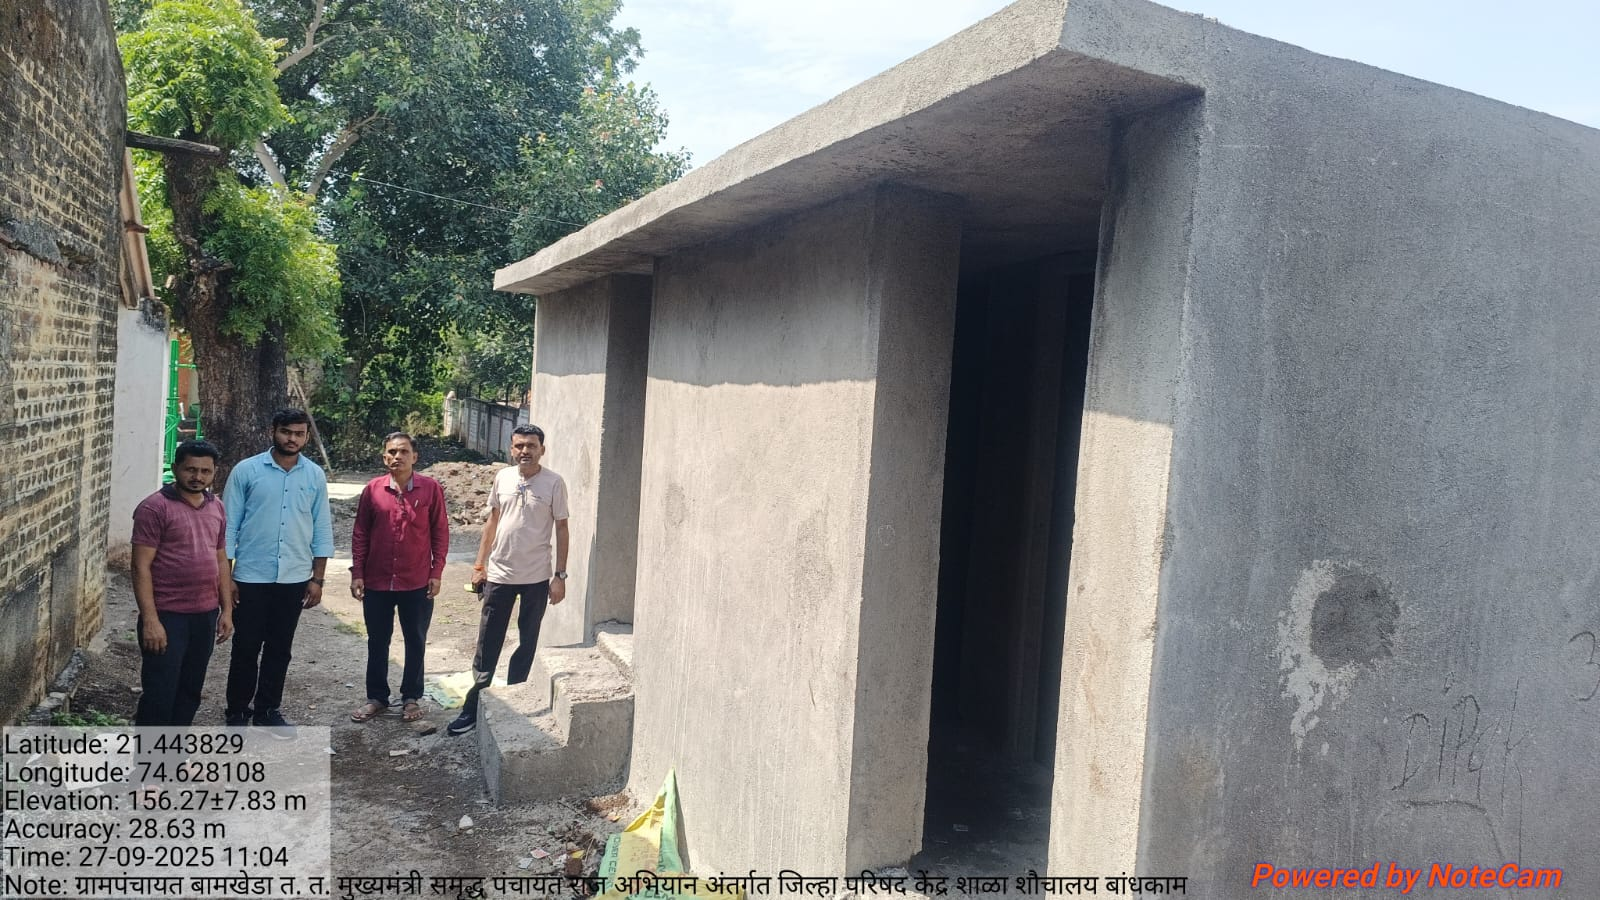 DIPak
Latitude: 21.443829
Longitude: 74.628108
Elevation: 156.27±7.83 m
Accuracy: 28.63 m
Time: 27-09-2025 11:04
Note: ग्रामपंचायत बामखेडा त. त. मुख्यमंत्री समृद्ध पंचायत राज अभियान अंतर्गत जिल्हा परिषद केंद्र शाळा शौचालय बांधकाम
Powered by NoteCam